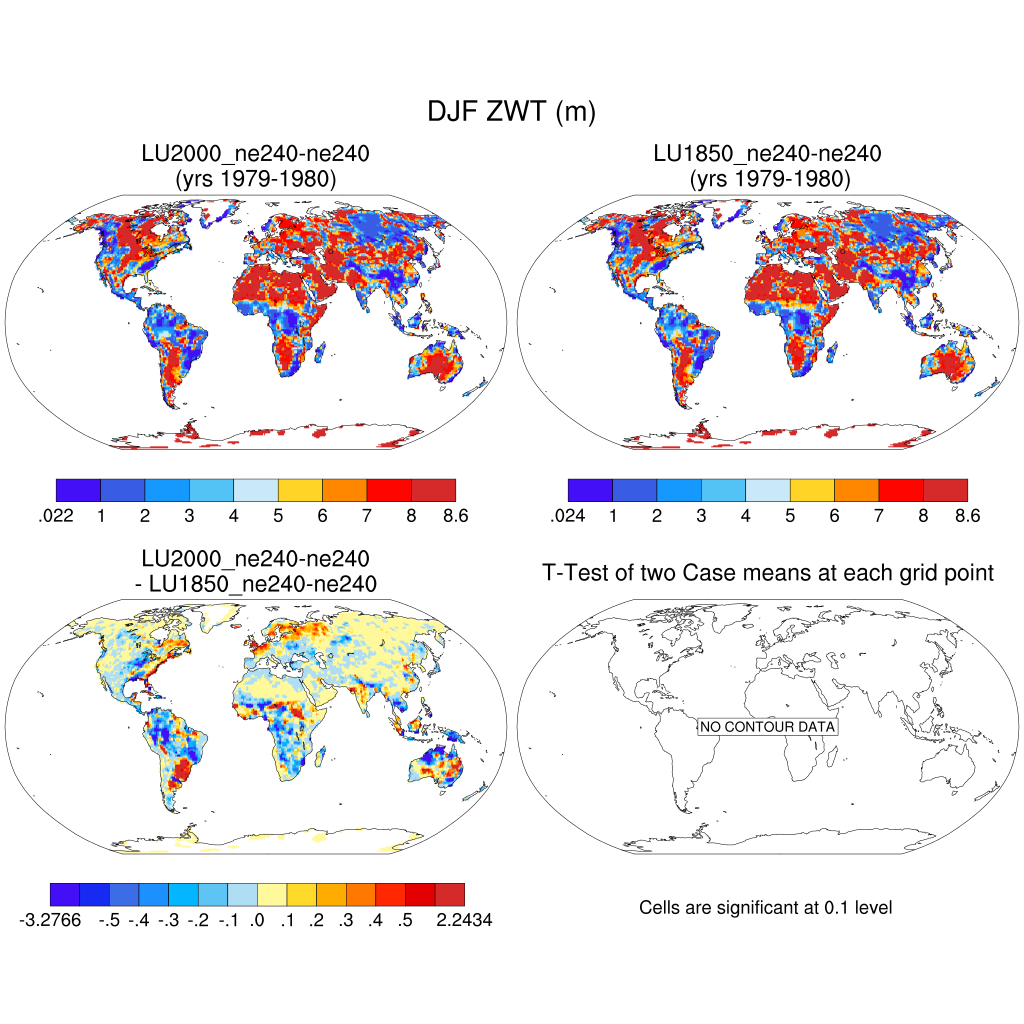 DJF ZWT (m)
LU2000_ne240-ne240
(yrs 1979-1980)
LU1850_ne240-ne240
(yrs 1979-1980)
.022 1 2 3 4 5 6 7 8 8.6
.024 1 2 3 4 5 6 7 8 8.6
LU2000_ne240-ne240
- LU1850_ne240-ne240
T-Test of two Case means at each grid point
NO CONTOUR DATA
-3.2766 -.5 -.4 -.3 -.2 -.1 .0 .1 .2 .3 .4 .5 2.2434
Cells are significant at 0.1 level